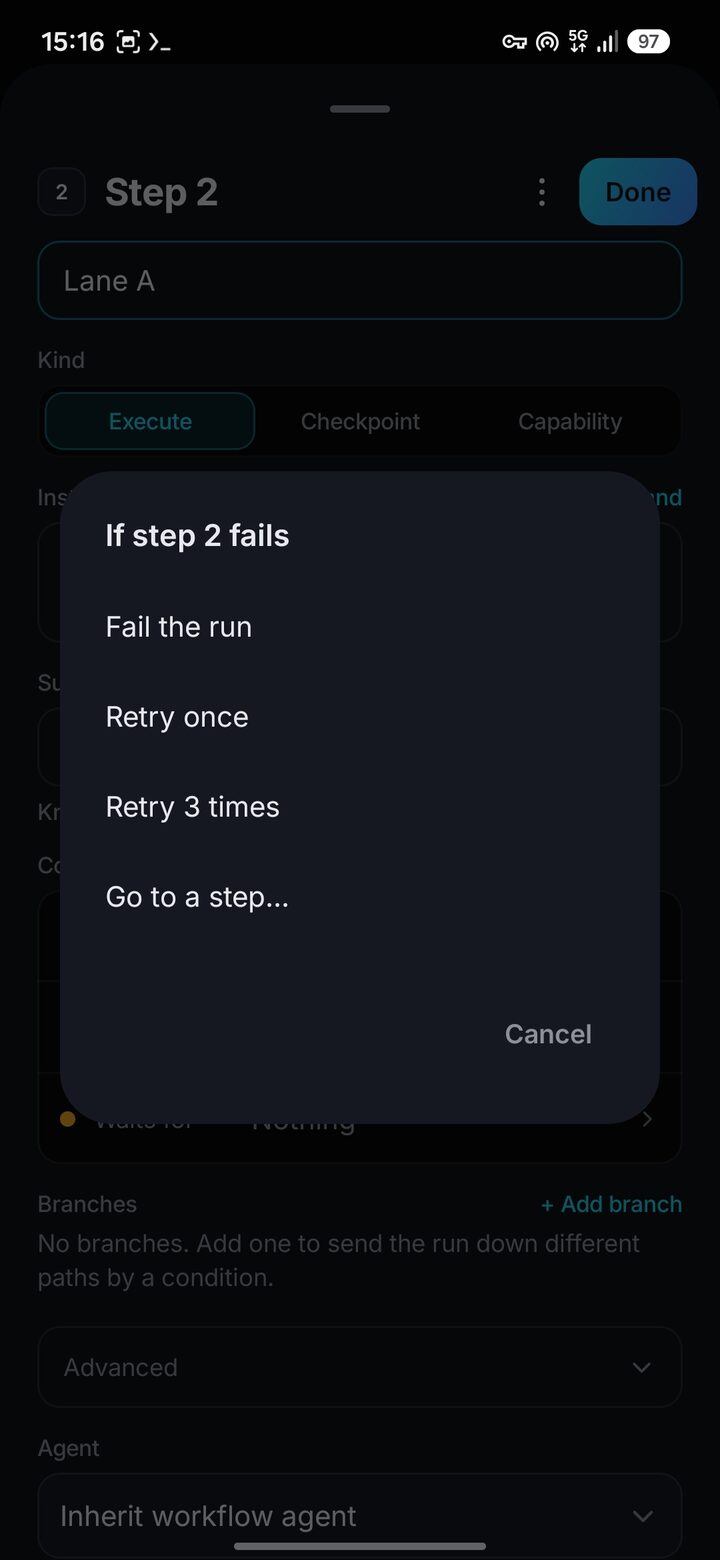 15:16
5G
97
2
Step 2
Done
Lane A
Kind
Execute
Checkpoint
Capability
If step 2 fails
Fail the run
Retry once
Retry 3 times
Go to a step...
Cancel
Nothing
Branches
+ Add branch
No branches. Add one to send the run down different
paths by a condition.
Advanced
Agent
Inherit workflow agent